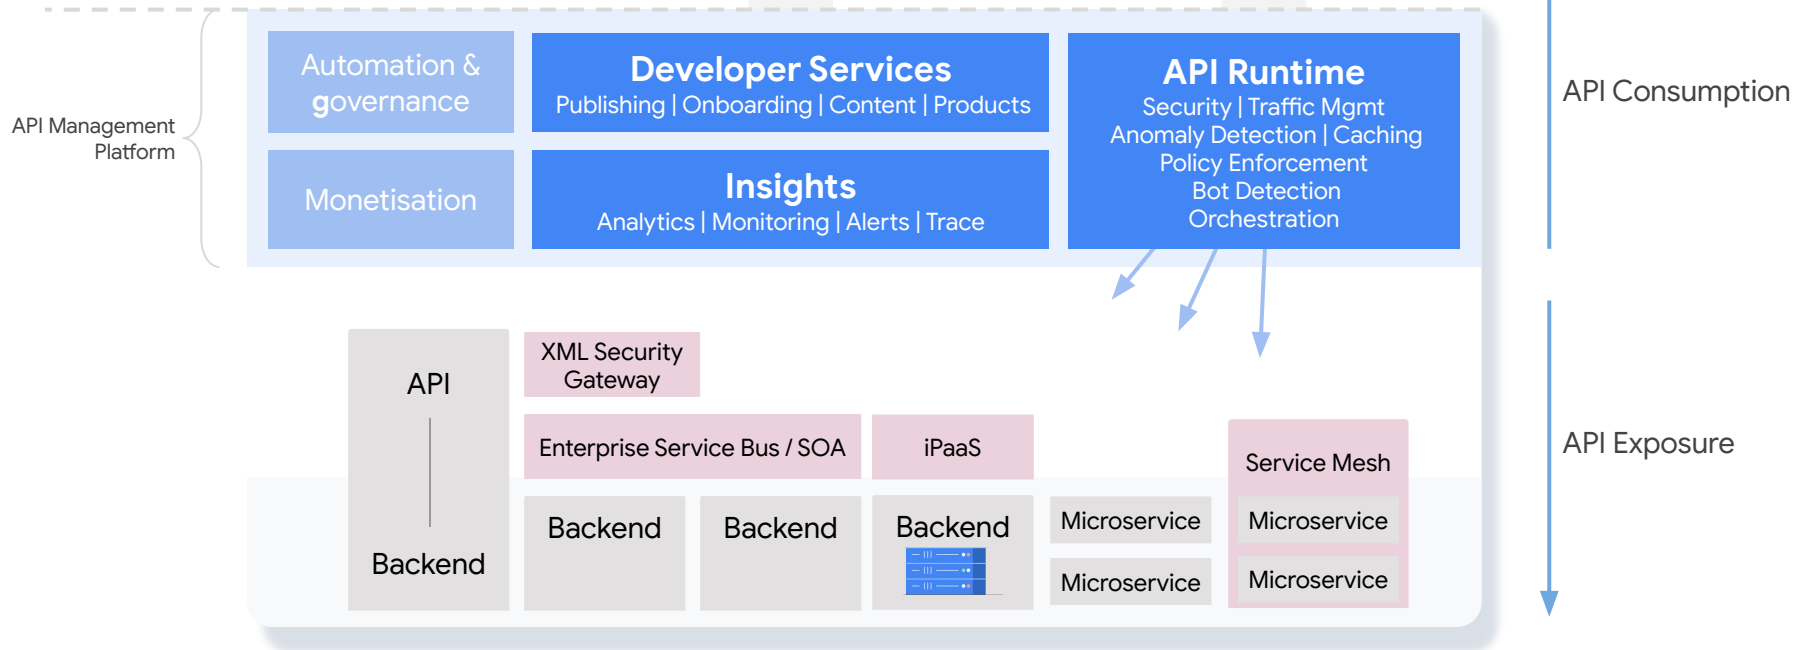 API Management
Platform
Automation &
governance
Monetisation
Developer Services
Publishing | Onboarding | Content | Products
Insights
Analytics | Monitoring | Alerts | Trace
API Runtime
Security | Traffic Mgmt
Anomaly Detection | Caching
Policy Enforcement
Bot Detection
Orchestration
API Consumption
API
Backend
XML Security
Gateway
Enterprise Service Bus / SOA
iPaaS
Backend
Backend
Backend
Microservice
Microservice
Service Mesh
Microservice
Microservice
API Exposure